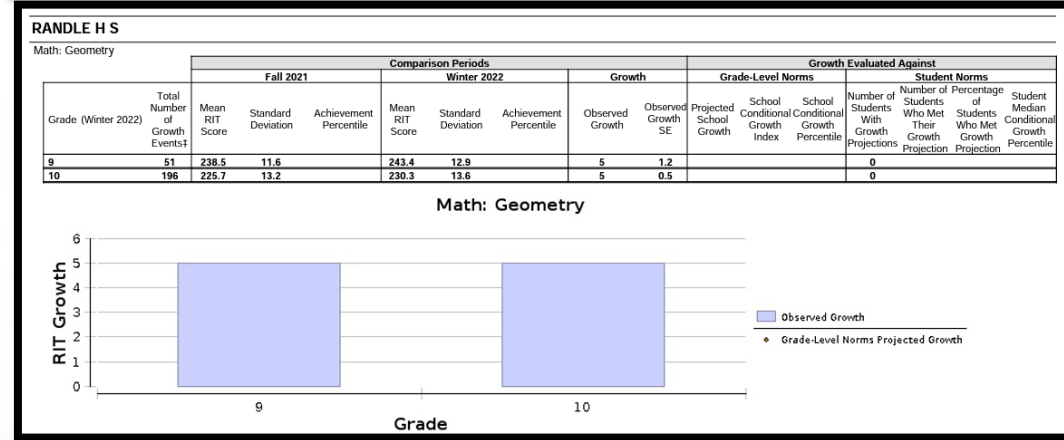 RANDLE H S
Math: Geometry
Comparison Periods Growth Evaluated Against
Fall 2021 Winter 2022 Growth Grade-Level Norms Student Norms
Grade (Winter 2022) Total Number of Growth Events‡ Mean RIT Score Standard Deviation Achievement Percentile Mean RIT Score Standard Deviation Achievement Percentile Observed Growth Observed Growth SE Projected School Growth School Conditional Growth Index School Conditional Growth Percentile Number of Students With Growth Projections Number of Students Who Met Their Growth Projection Percentage of Students Who Met Growth Projection Student Median Conditional Growth Percentile
9 51 238.5 11.6 243.4 12.9 5 1.2 0
10 196 225.7 13.2 230.3 13.6 5 0.5 0
Math: Geometry
RIT Growth
6
5
4
3
2
1
0
9 10
Grade
Observed Growth
Grade-Level Norms Projected Growth